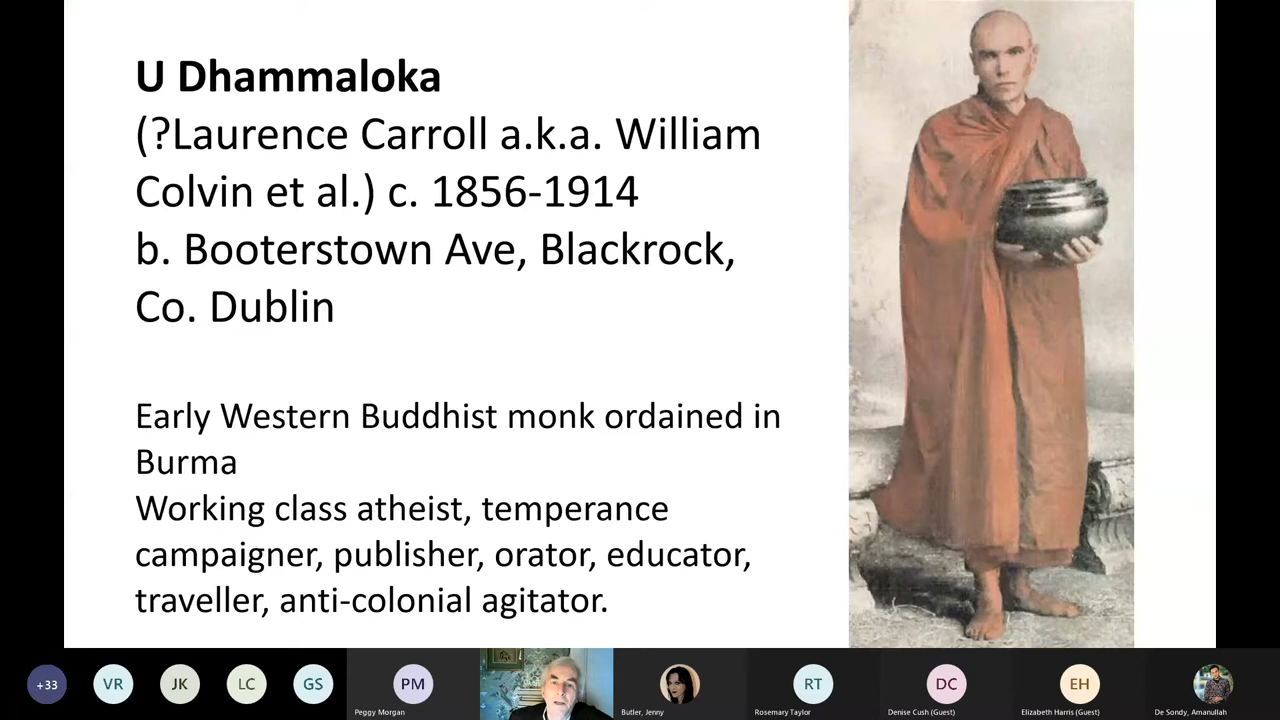 U Dhammaloka
(?Laurence Carroll a.k.a. William
Colvin et al.) c. 1856-1914
b. Booterstown Ave, Blackrock,
Co. Dublin
Early Western Buddhist monk ordained in
Burma
Working class atheist, temperance
campaigner, publisher, orator, educator,
traveller, anti-colonial agitator.
+33
VR
JK
LC
GS
PM
RT
DC
EH
Peggy Morgan
Butler, Jenny
Rosemary Taylor
Denise Cush (Guest)
Elizabeth Harris (Guest)
De Sondy, Amanullah